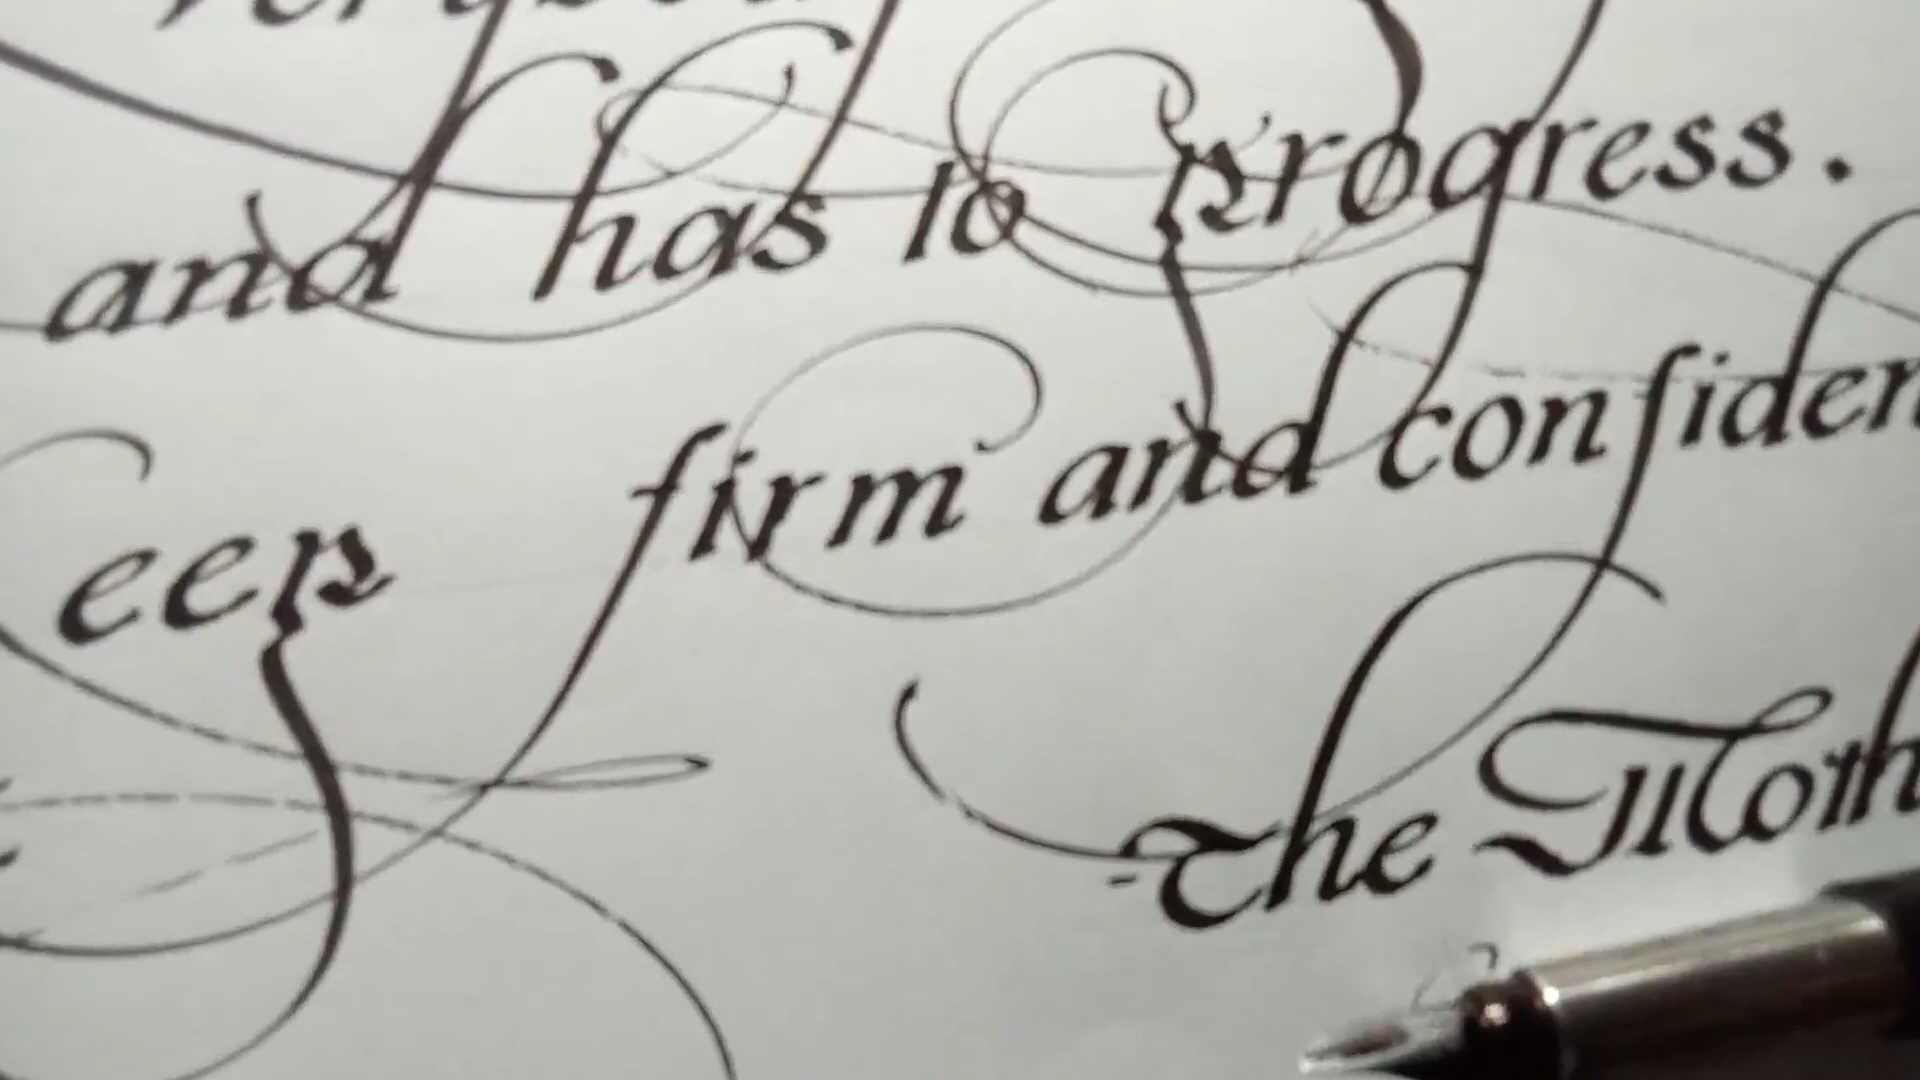 and has to progress.
eep firm and confiden
The Moth